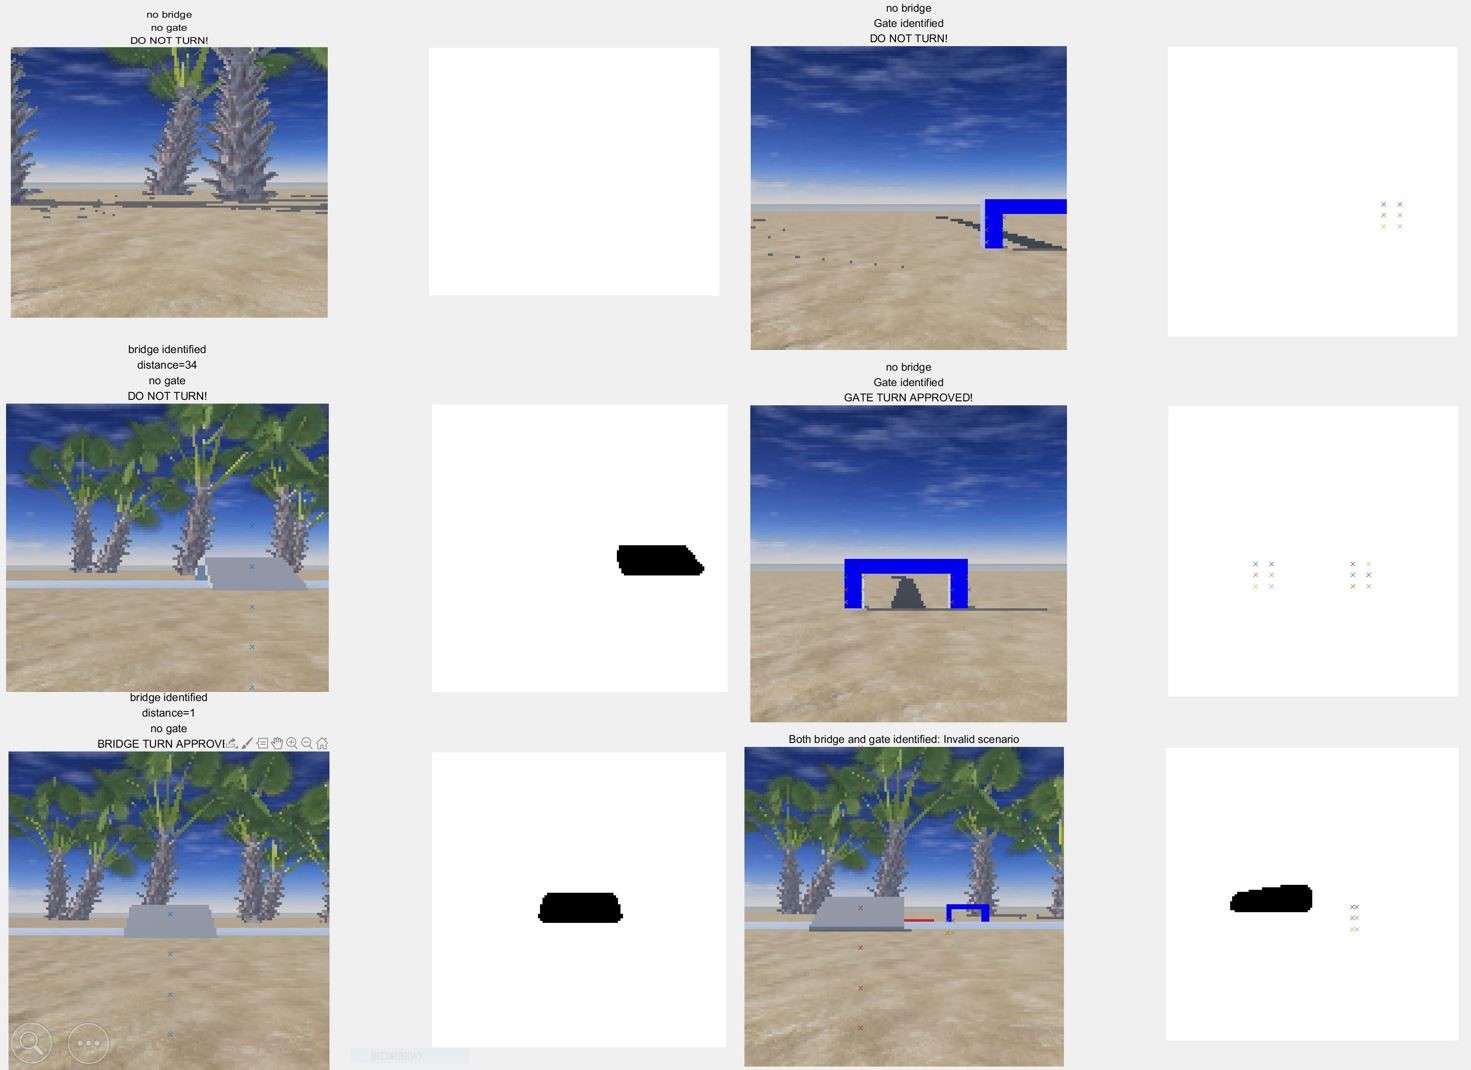 no bridge
no gate
DO NOT TURN!
no bridge
Gate identified
DO NOT TURN!
bridge identified
distance=34
no gate
DO NOT TURN!
no bridge
Gate identified
GATE TURN APPROVED!
bridge identified
distance=1
no gate
BRIDGE TURN APPROV
Both bridge and gate identified: Invalid scenario